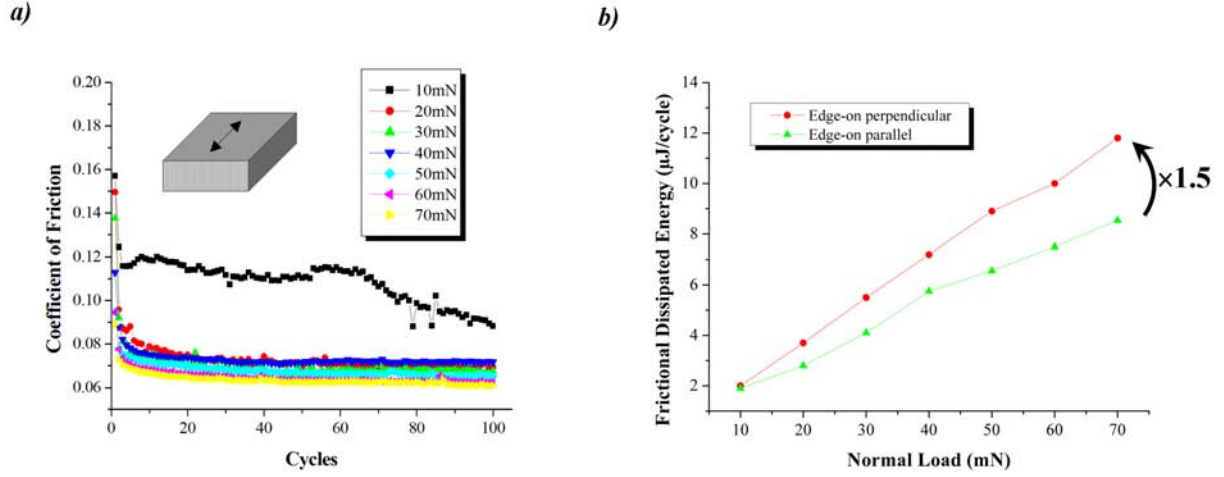 a)
0.20
0.18
0.16
0.14
0.12
0.10
0.08
0.06
Coefficient of Friction
0
20
40
60
80
100
Cycles
10mN
20mN
30mN
40mN
50mN
60mN
70mN
b)
14
12
10
8
6
4
2
Frictional Dissipated Energy (μJ/cycle)
Edge-on perpendicular
Edge-on parallel
×1.5
10
20
30
40
50
60
70
Normal Load (mN)